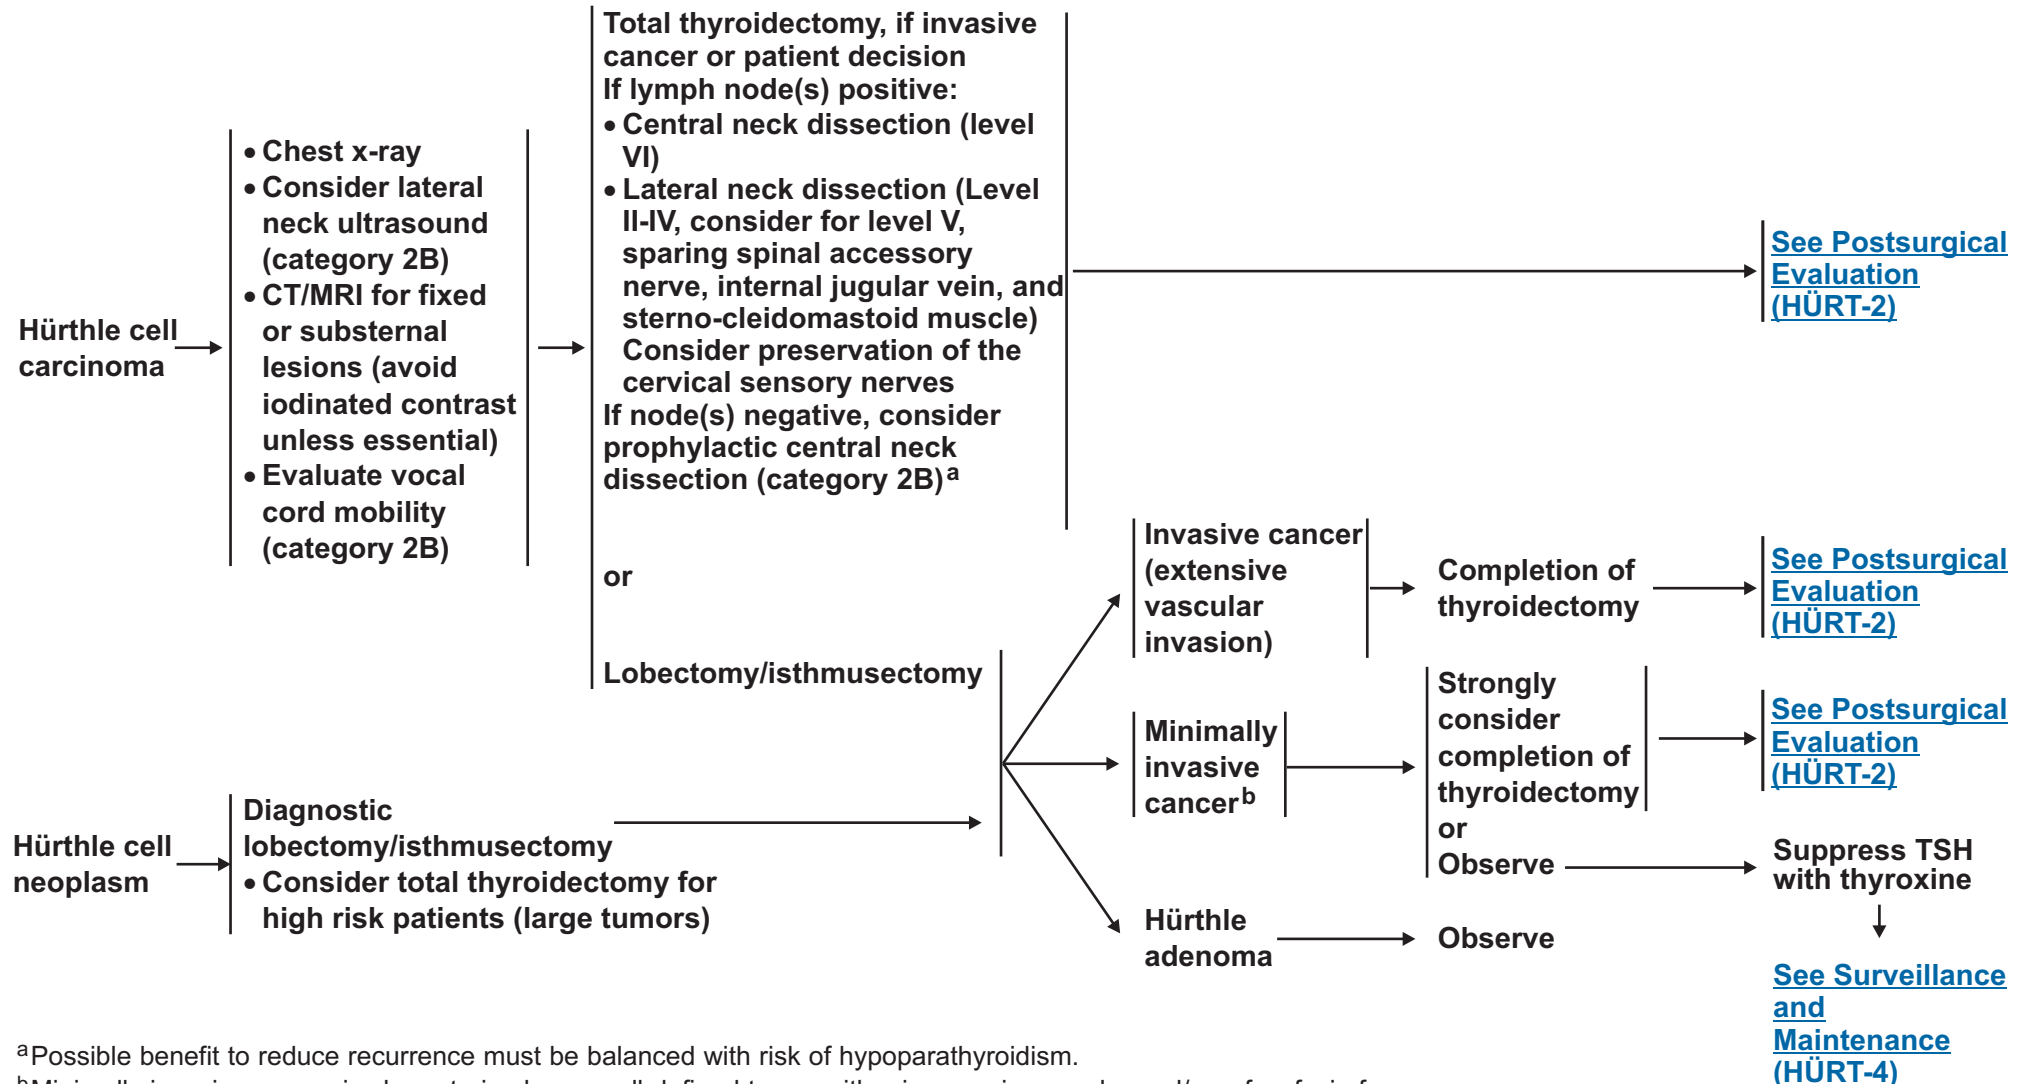 Hürthle cell
carcinoma
• Chest x-ray
• Consider lateral
neck ultrasound
(category 2B)
• CT/MRI for fixed
or substernal
lesions (avoid
iodinated contrast
unless essential)
• Evaluate vocal
cord mobility
(category 2B)
Total thyroidectomy, if invasive
cancer or patient decision
If lymph node(s) positive:
• Central neck dissection (level
VI)
• Lateral neck dissection (Level
II-IV, consider for level V,
sparing spinal accessory
nerve, internal jugular vein, and
sterno-cleidomastoid muscle)
Consider preservation of the
cervical sensory nerves
If node(s) negative, consider
prophylactic central neck
dissection (category 2B)a
or
Lobectomy/isthmusectomy
See Postsurgical
Evaluation
(HÜRT-2)
Hürthle cell
neoplasm
Diagnostic
lobectomy/isthmusectomy
• Consider total thyroidectomy for
high risk patients (large tumors)
Invasive cancer
(extensive
vascular
invasion)
Completion of
thyroidectomy
See Postsurgical
Evaluation
(HÜRT-2)
Minimally
invasive
cancerb
Strongly
consider
completion of
thyroidectomy
or
Observe
See Postsurgical
Evaluation
(HÜRT-2)
Suppress TSH
with thyroxine
See Surveillance
and
Maintenance
(HÜRT-4)
Hürthle
adenoma
Observe
aPossible benefit to reduce recurrence must be balanced with risk of hypoparathyroidism.